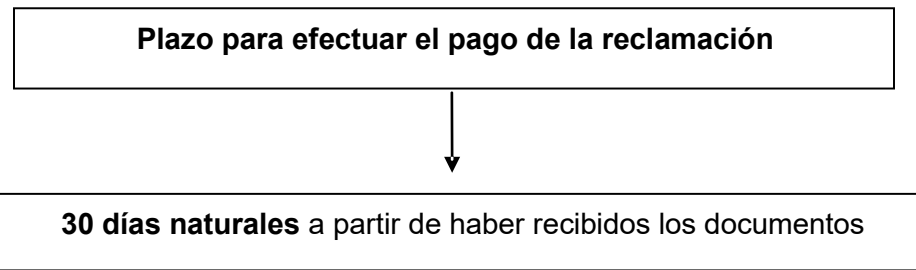 Plazo para efectuar el pago de la reclamación
30 días naturales a partir de haber recibidos los documentos